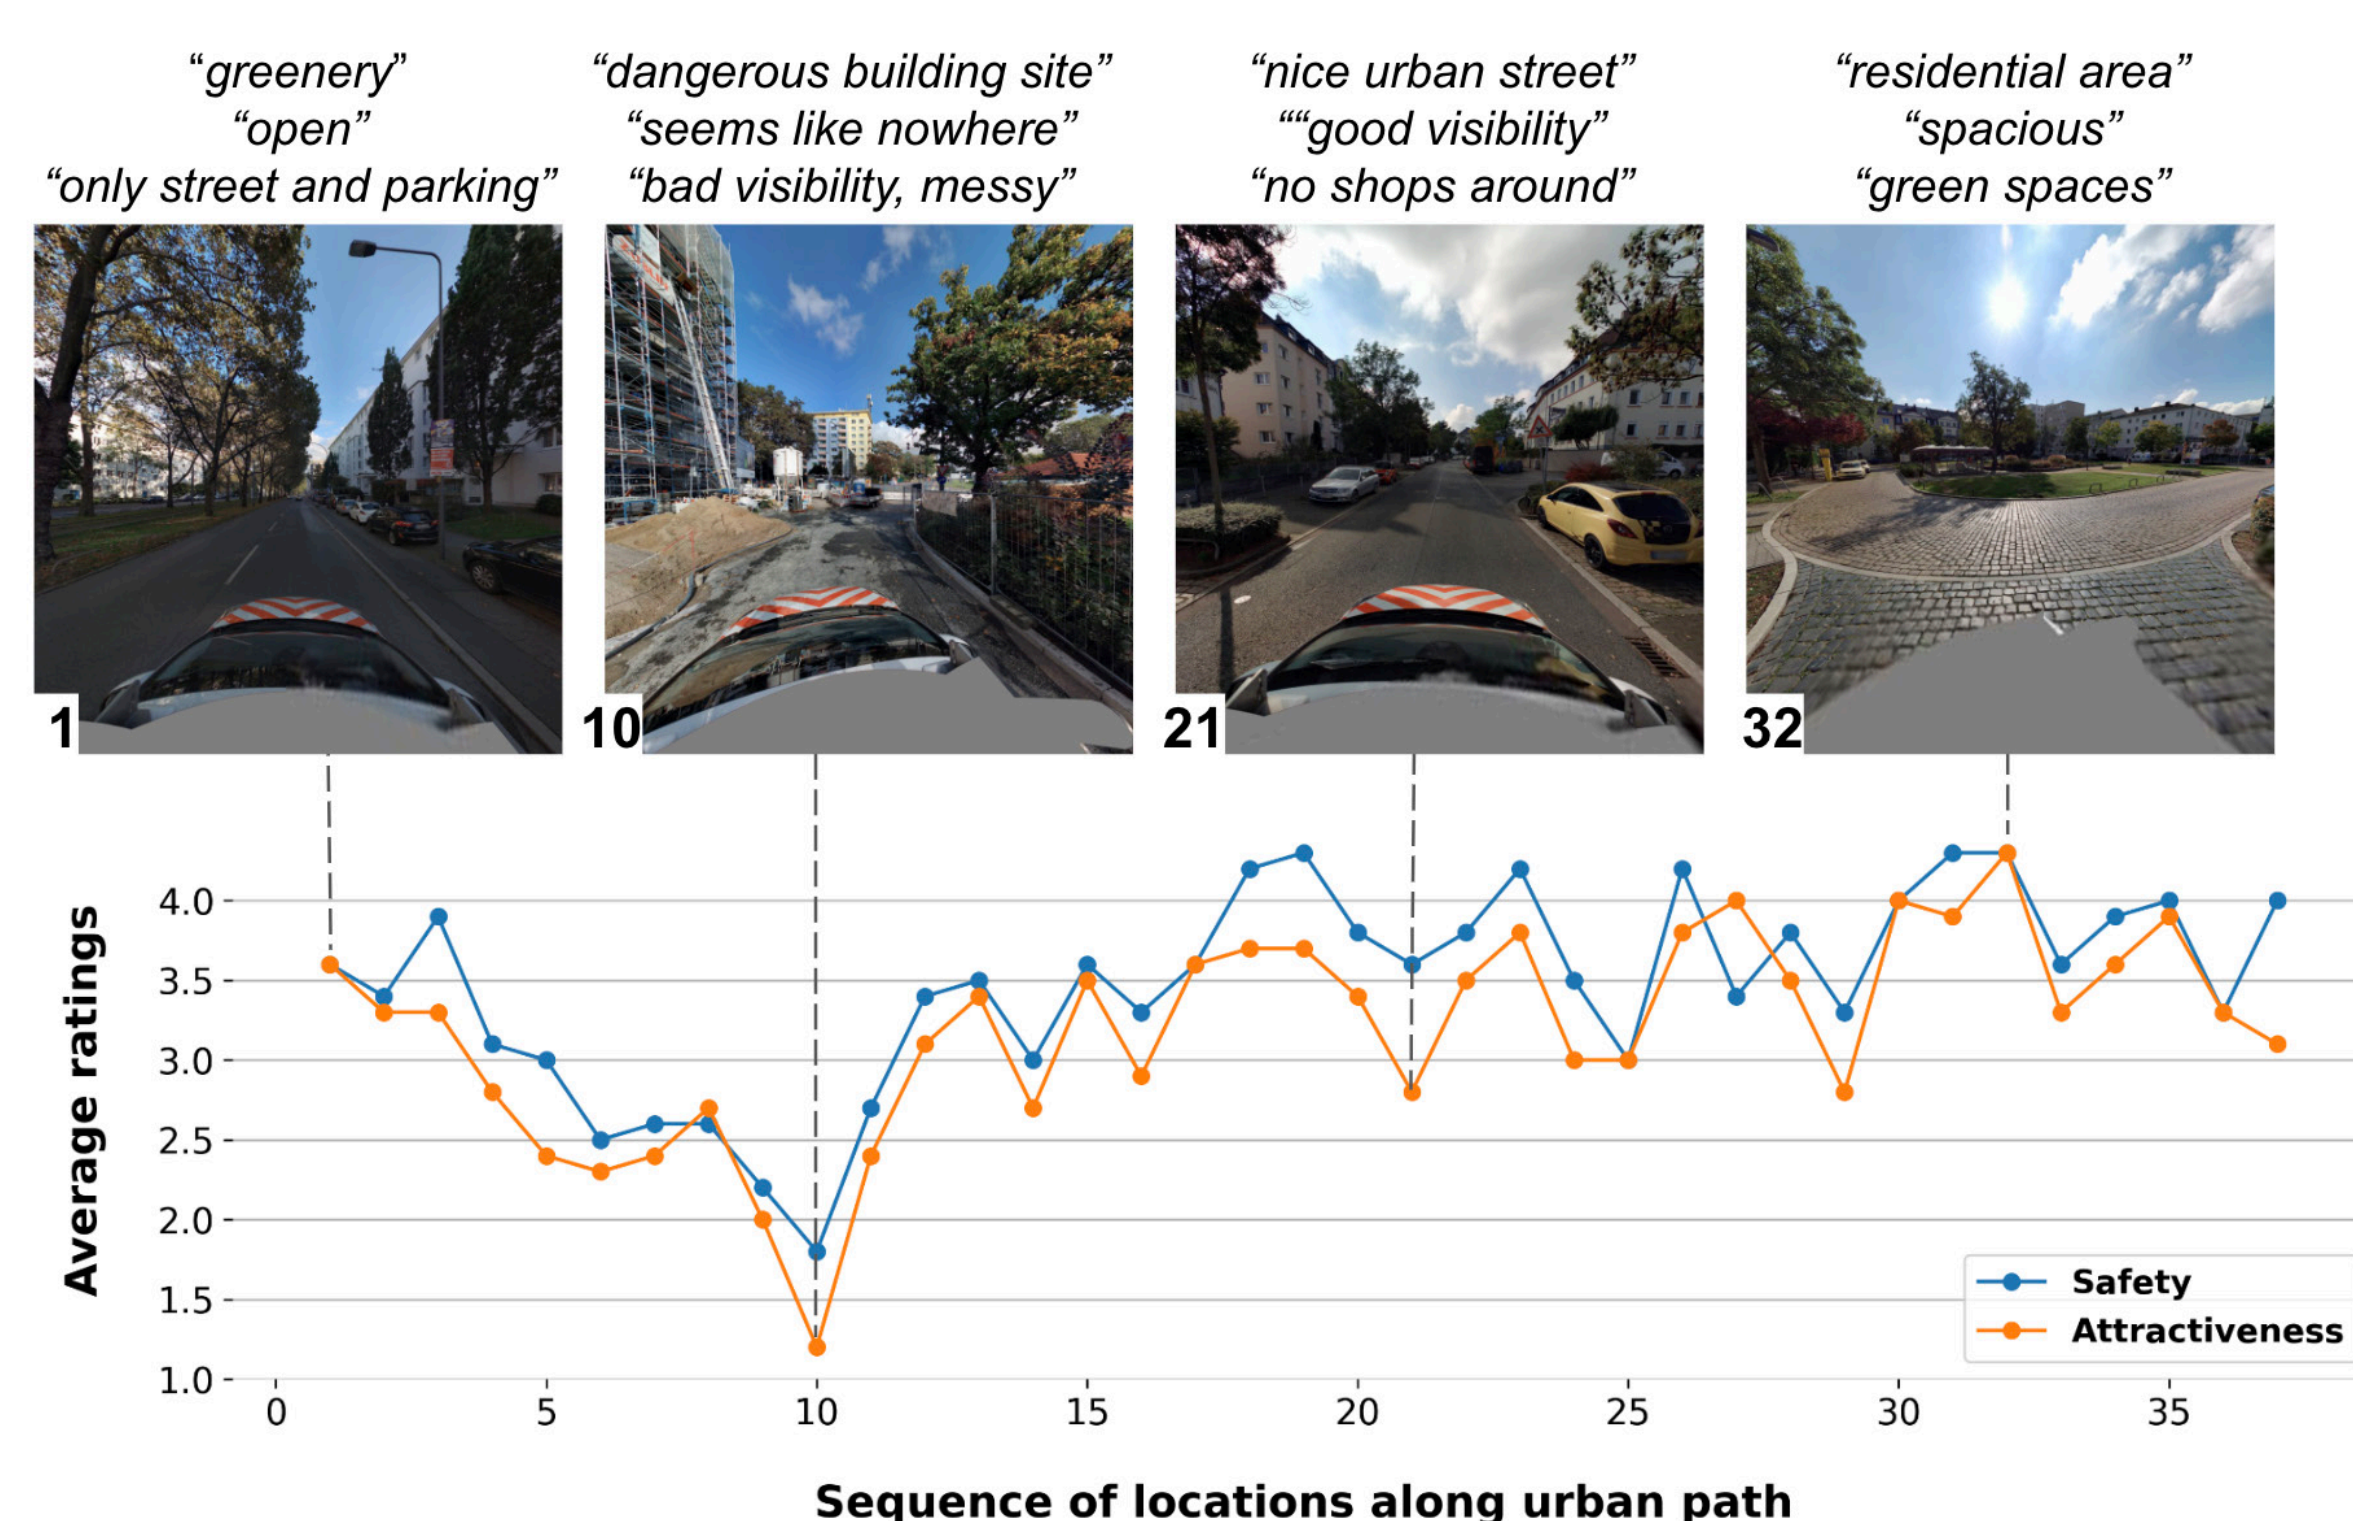 “greenery”
“open”
“only street and parking”
“dangerous building site”
“seems like nowhere”
“bad visibility, messy”
“nice urban street”
““good visibility”
“no shops around”
“residential area”
“spacious”
“green spaces”
1
10
21
32
Average ratings
4.0
3.5
3.0
2.5
2.0
1.5
1.0
0 5 10 15 20 25 30 35
Safety
Attractiveness
Sequence of locations along urban path